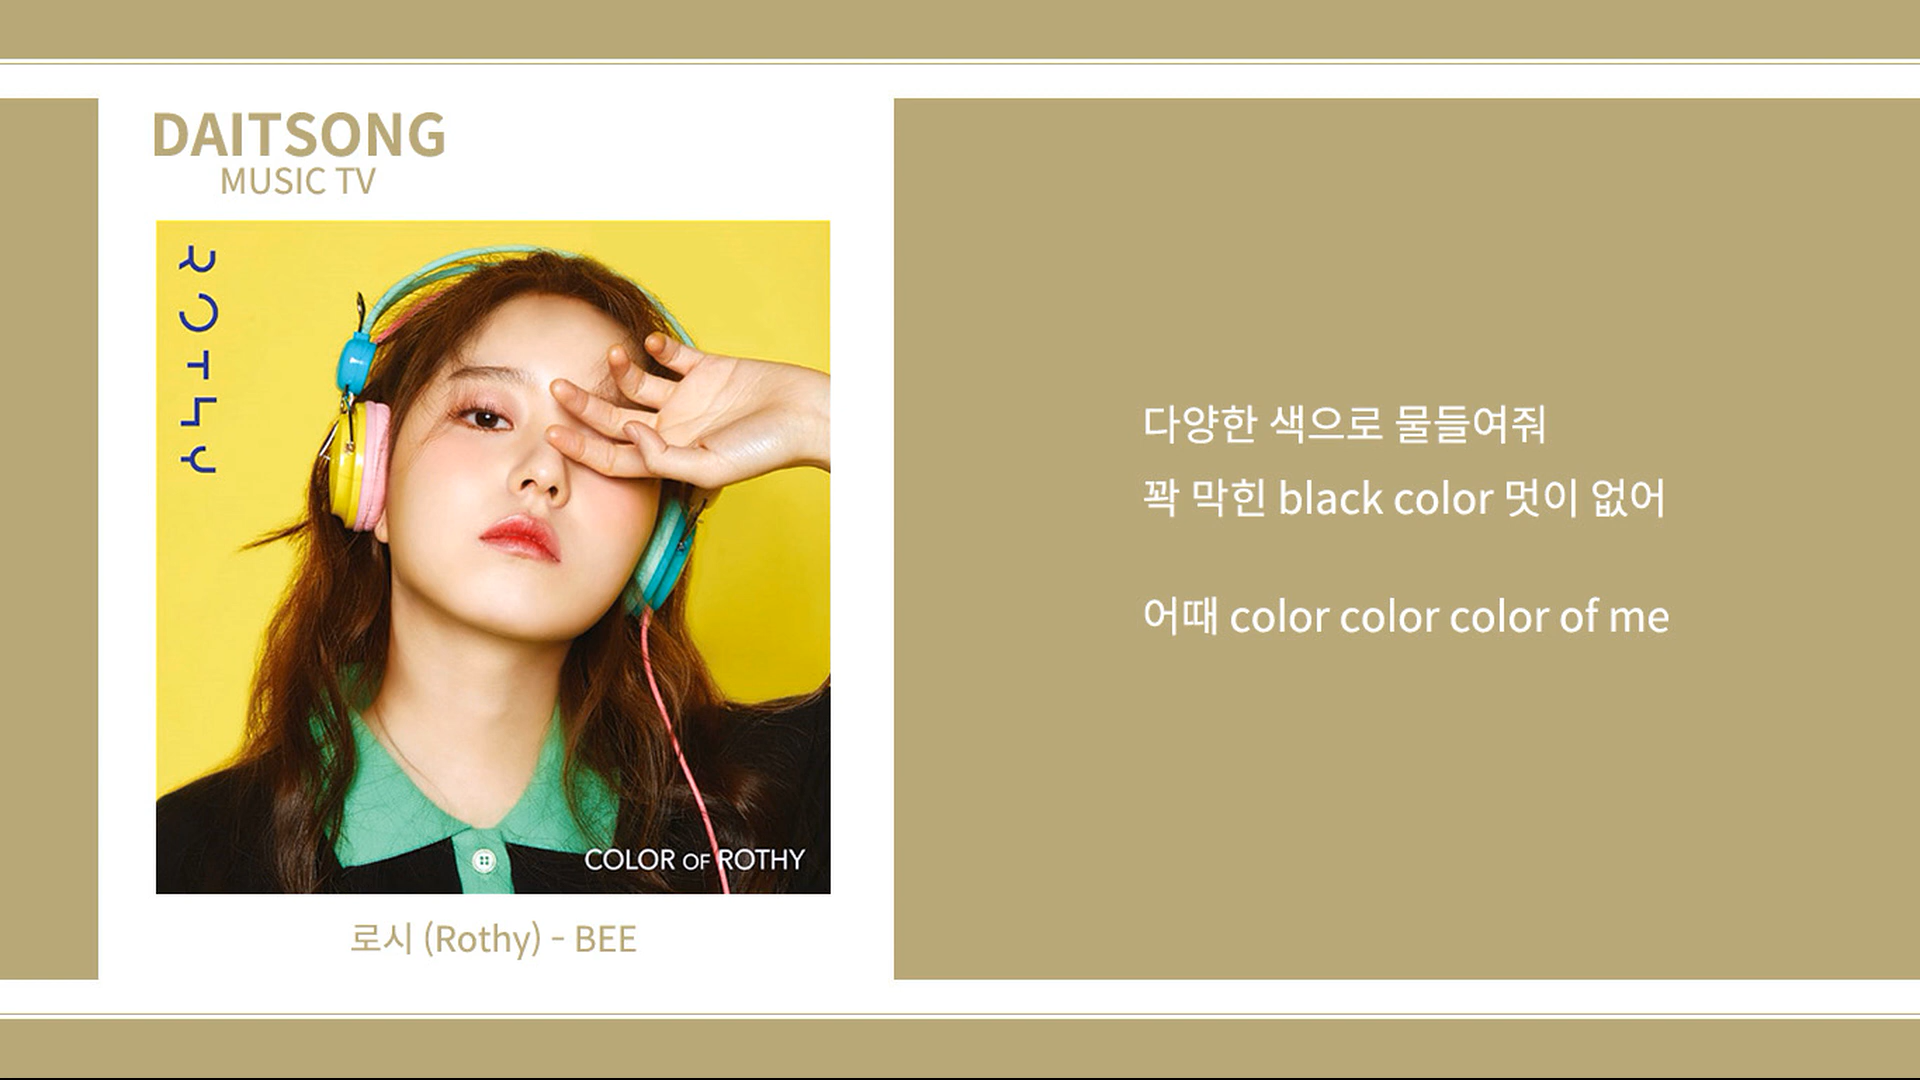 DAITSONG
MUSIC TV
ROTHY
COLOR OF ROTHY
로시 (Rothy) - BEE
다양한 색으로 물들여줘
꽉 막힌 black color 멋이 없어
어때 color color color of me